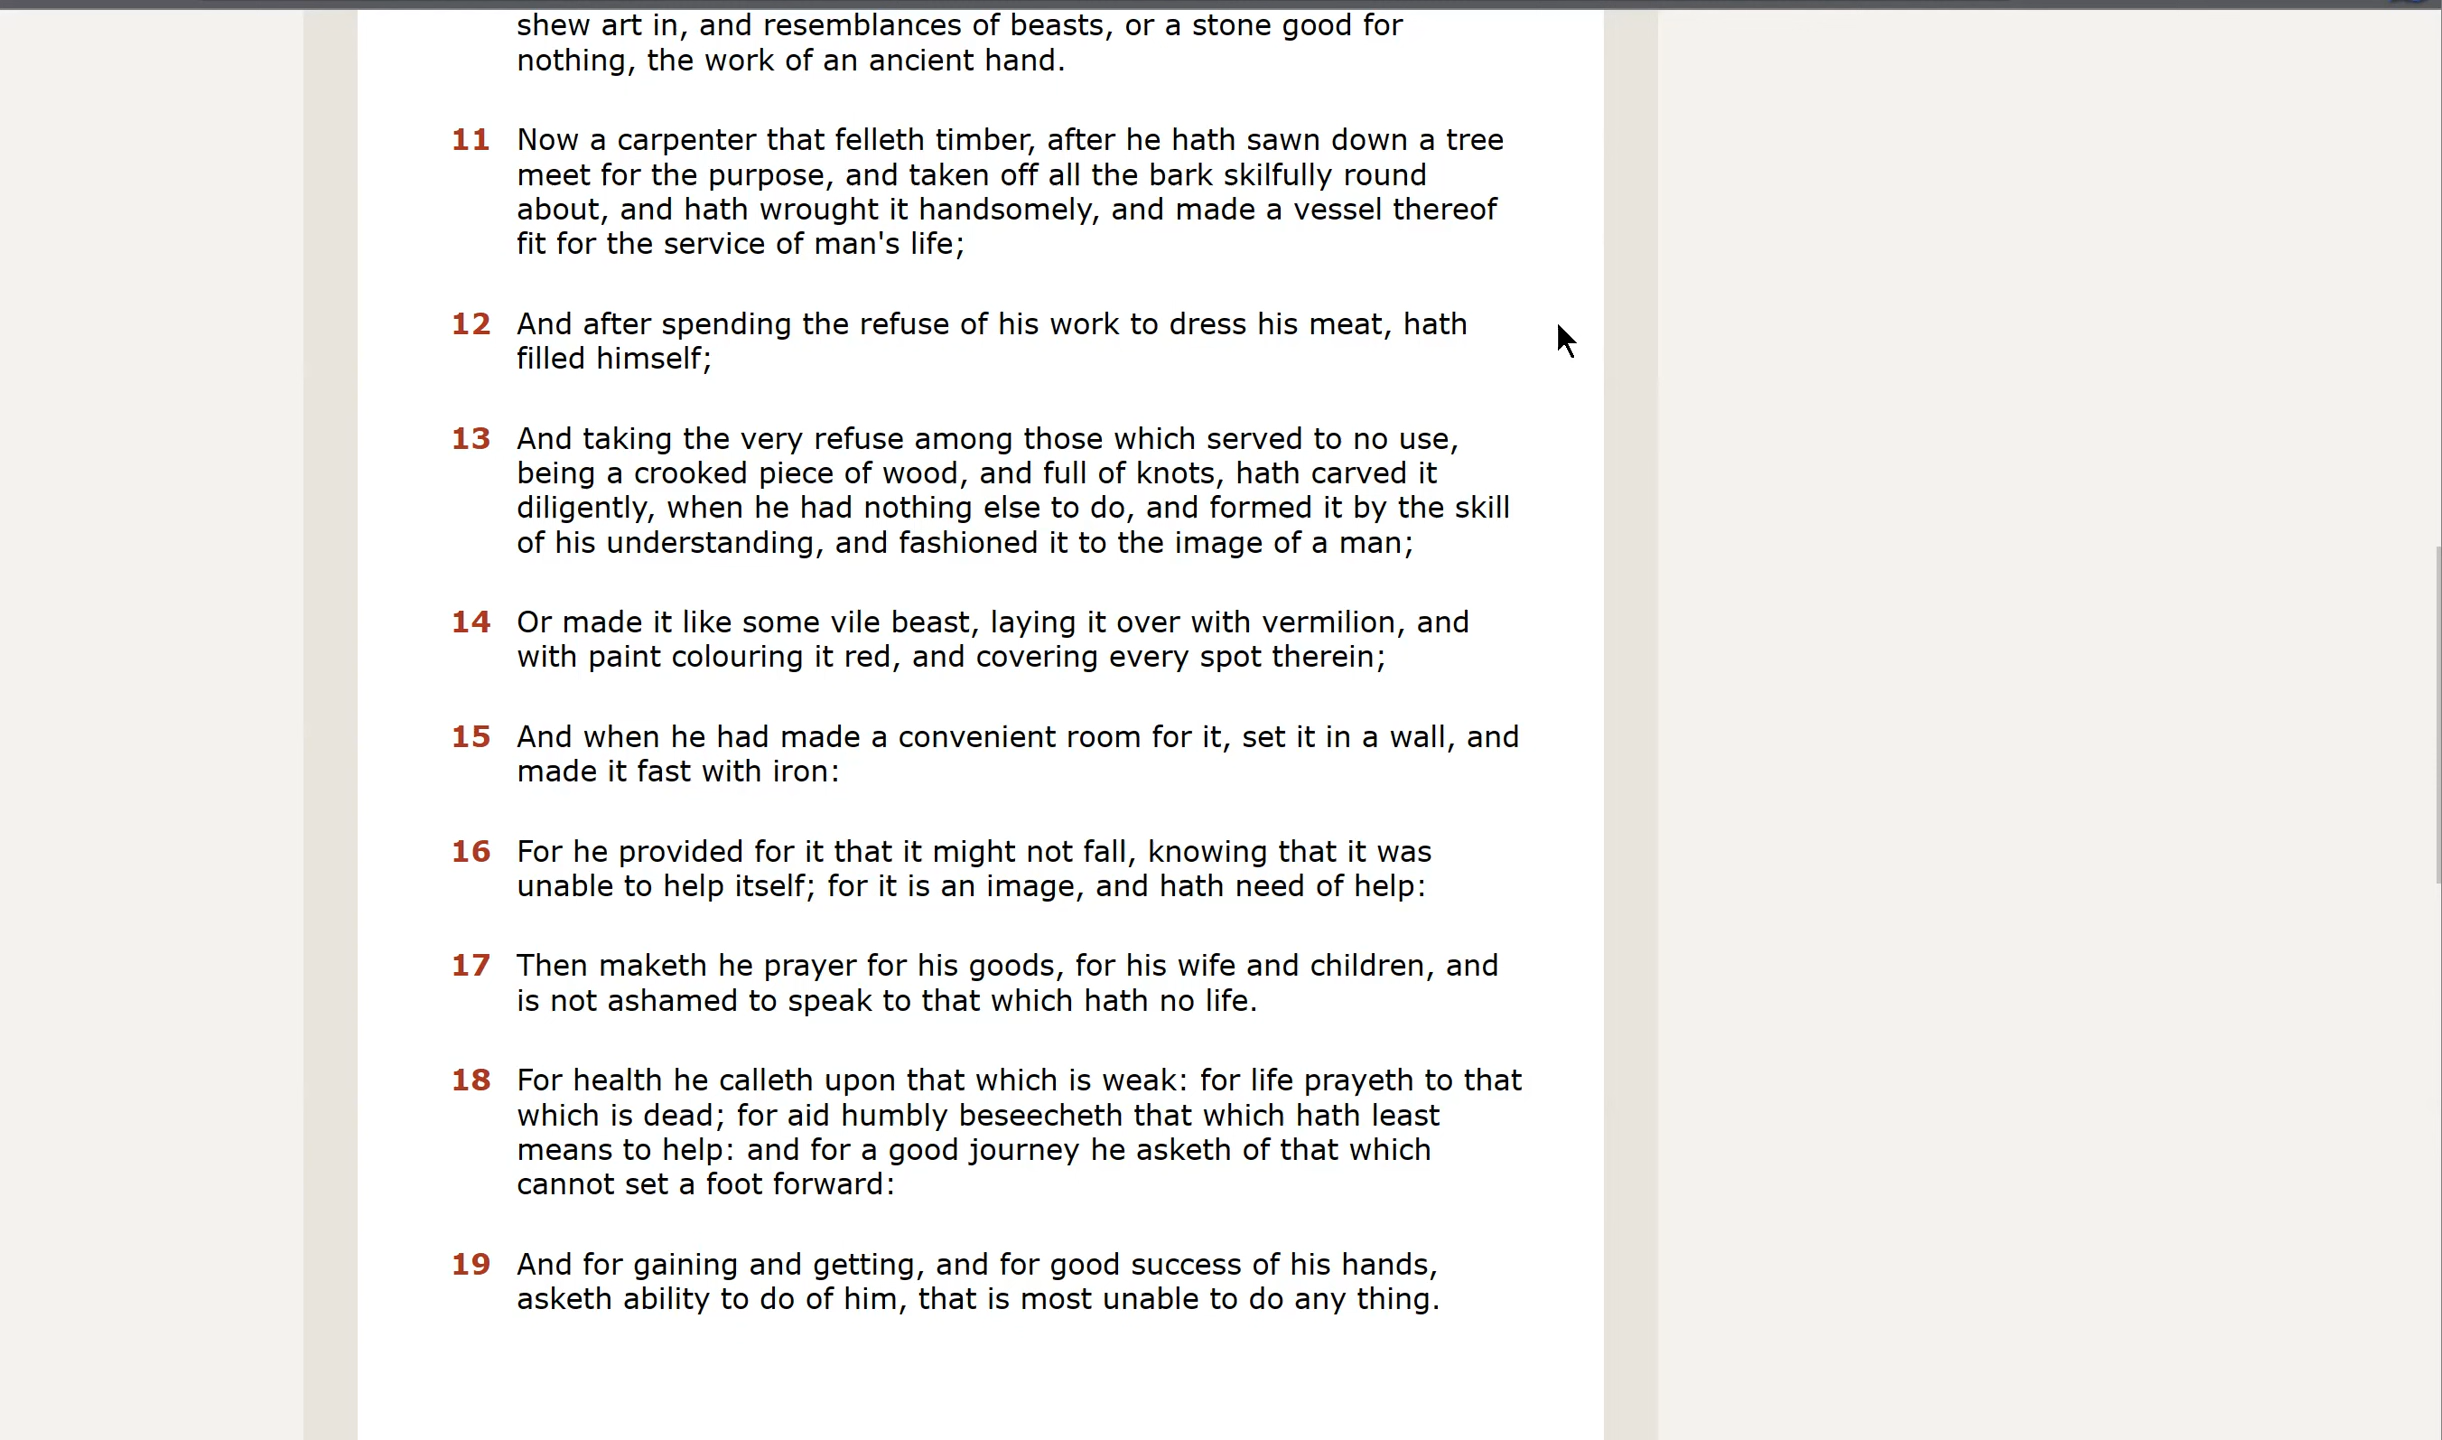 shew art in, and resemblances of beasts, or a stone good for
nothing, the work of an ancient hand.
11 Now a carpenter that felleth timber, after he hath sawn down a tree
meet for the purpose, and taken off all the bark skilfully round
about, and hath wrought it handsomely, and made a vessel thereof
fit for the service of man's life;
12 And after spending the refuse of his work to dress his meat, hath
filled himself;
13 And taking the very refuse among those which served to no use,
being a crooked piece of wood, and full of knots, hath carved it
diligently, when he had nothing else to do, and formed it by the skill
of his understanding, and fashioned it to the image of a man;
14 Or made it like some vile beast, laying it over with vermilion, and
with paint colouring it red, and covering every spot therein;
15 And when he had made a convenient room for it, set it in a wall, and
made it fast with iron:
16 For he provided for it that it might not fall, knowing that it was
unable to help itself; for it is an image, and hath need of help:
17 Then maketh he prayer for his goods, for his wife and children, and
is not ashamed to speak to that which hath no life.
18 For health he calleth upon that which is weak: for life prayeth to that
which is dead; for aid humbly beseecheth that which hath least
means to help: and for a good journey he asketh of that which
cannot set a foot forward:
19 And for gaining and getting, and for good success of his hands,
asketh ability to do of him, that is most unable to do any thing.